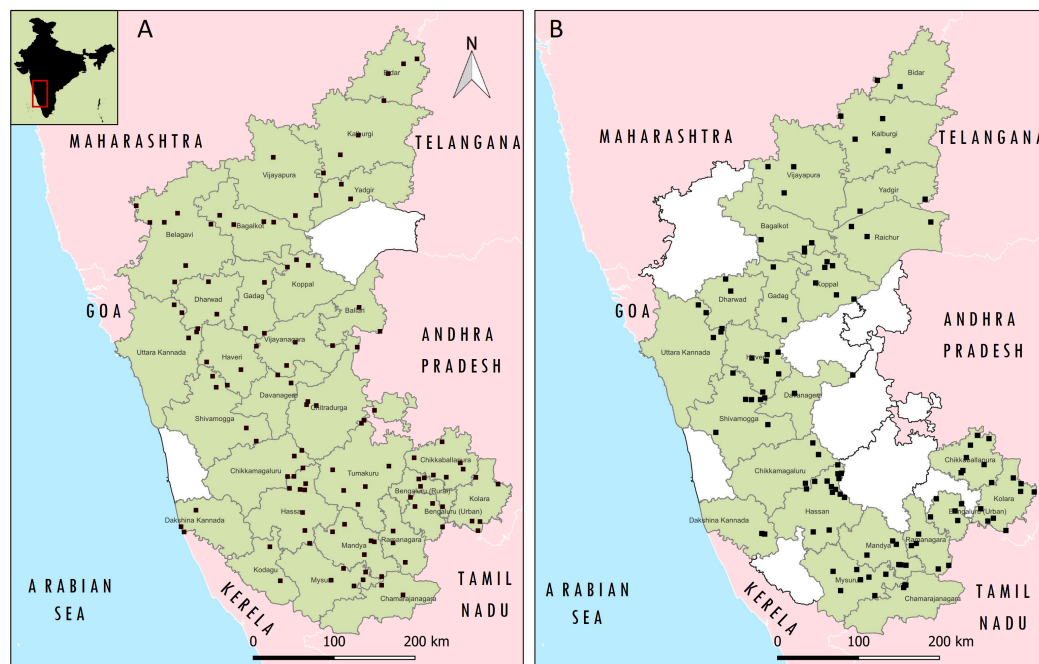 A
N
Bidar
MAHARASHTRA
Kalburgi
TELANGANA
Vijayapura
Yadgir
Bagalkot
Belagavi
Koppal
Dharwad
Gadag
Ballari
GOA
ANDHRA
PRADESH
Vijayanagara
Uttara Kannada
Haveri
Davanagere
Chitradurga
Shivamogga
Chikkaballapura
Chikkamagaluru
Tumakuru
Bengaluru (Rural)
Kolara
Hassan
Bengaluru (Urban)
Dakshina Kannada
Ramanagara
Mandya
Kodagu
Mysuru
ARABIAN
SEA
KERELA
TAMIL
NADU
Chamarajanagara
0 100 200 km
B
Bidar
MAHARASHTRA
Kalburgi
TELANGANA
Vijayapura
Yadgir
Bagalkot
Raichur
Koppal
Dharwad
Gadag
GOA
ANDHRA
PRADESH
Uttara Kannada
Haveri
Davanagere
Shivamogga
Chikkaballapura
Chikkamagaluru
Kolara
Hassan
Bengaluru (Urban)
Dakshina Kannada
Ramanagara
Mandya
Mysuru
ARABIAN
SEA
KERELA
TAMIL
NADU
Chamarajanagara
0 100 200 km